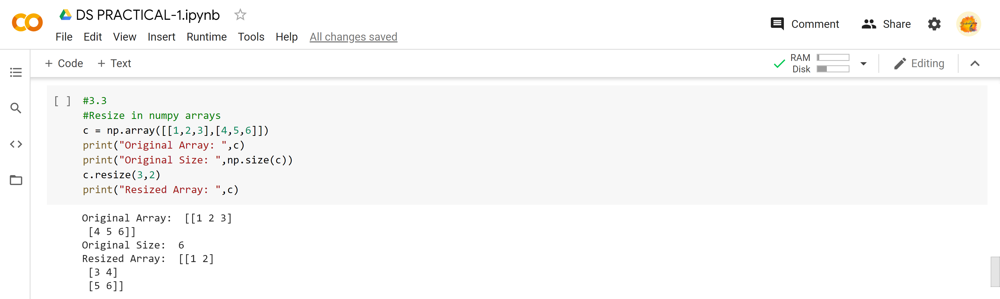 DS PRACTICAL-1.ipynb
File Edit View Insert Runtime Tools Help All changes saved
Comment Share
+ Code + Text
RAM
Disk
Editing
[ ] #3.3
#Resize in numpy arrays
c = np.array([[1,2,3],[4,5,6]])
print("Original Array: ",c)
print("Original Size: ",np.size(c))
c.resize(3,2)
print("Resized Array: ",c)
Original Array:  [[1 2 3]
 [4 5 6]]
Original Size:  6
Resized Array:  [[1 2]
 [3 4]
 [5 6]]